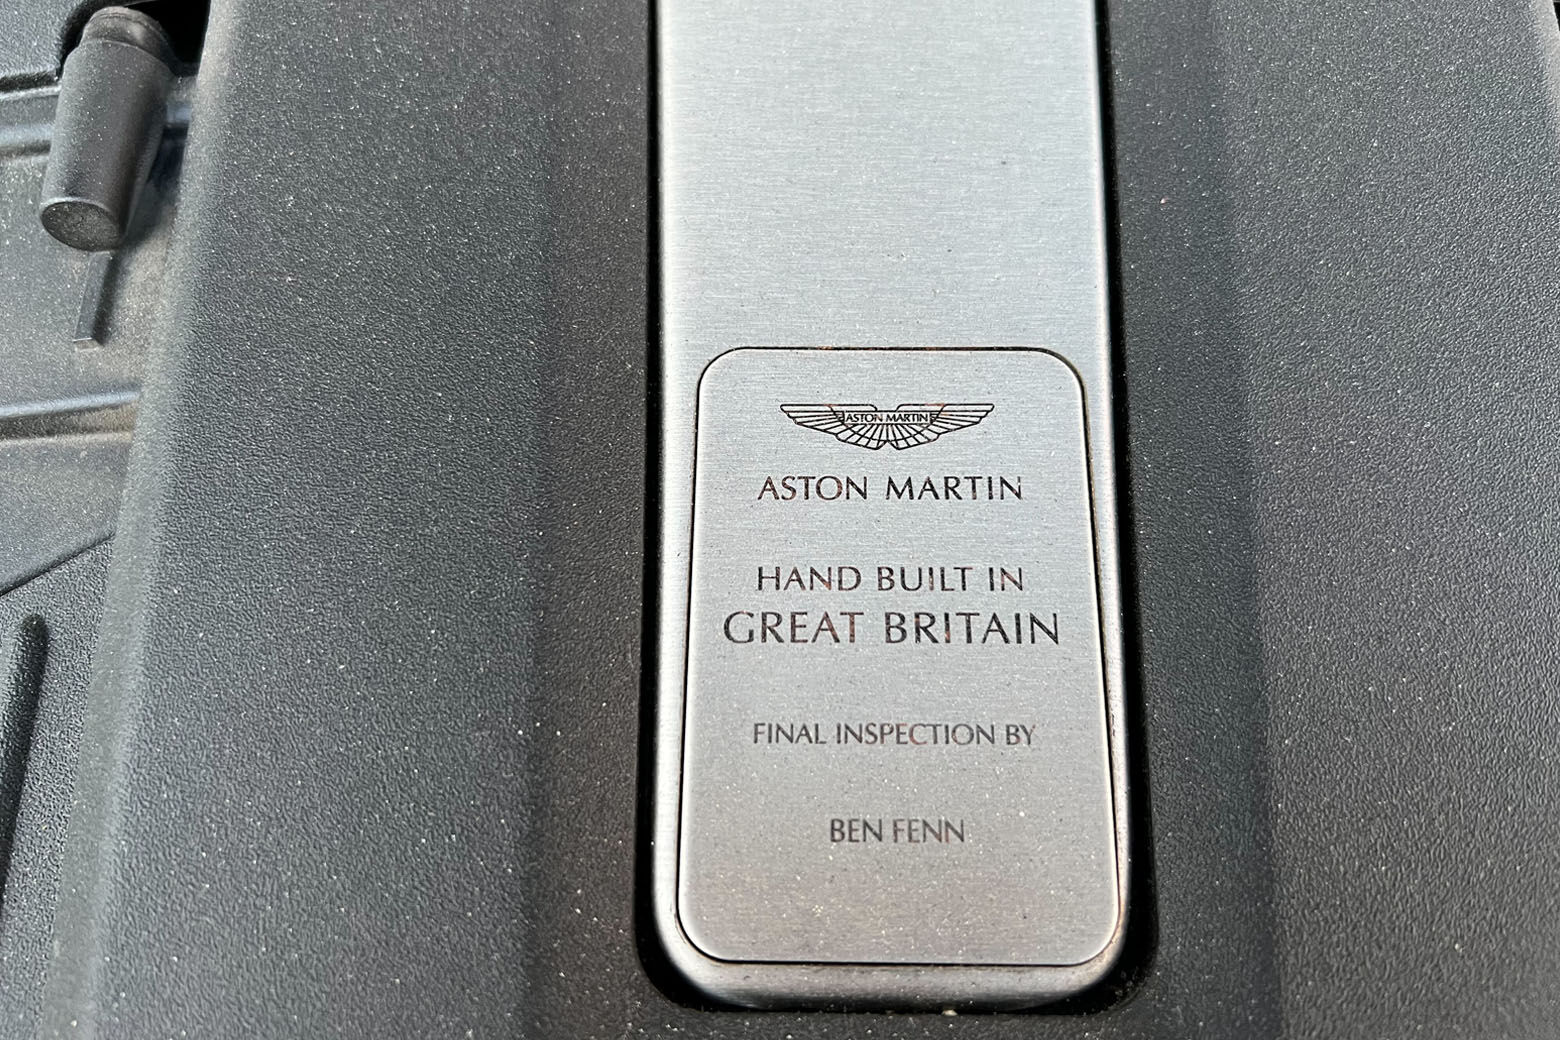 ASTON MARTIN
ASTON MARTIN
HAND BUILT IN
GREAT BRITAIN
FINAL INSPECTION BY
BEN FENN